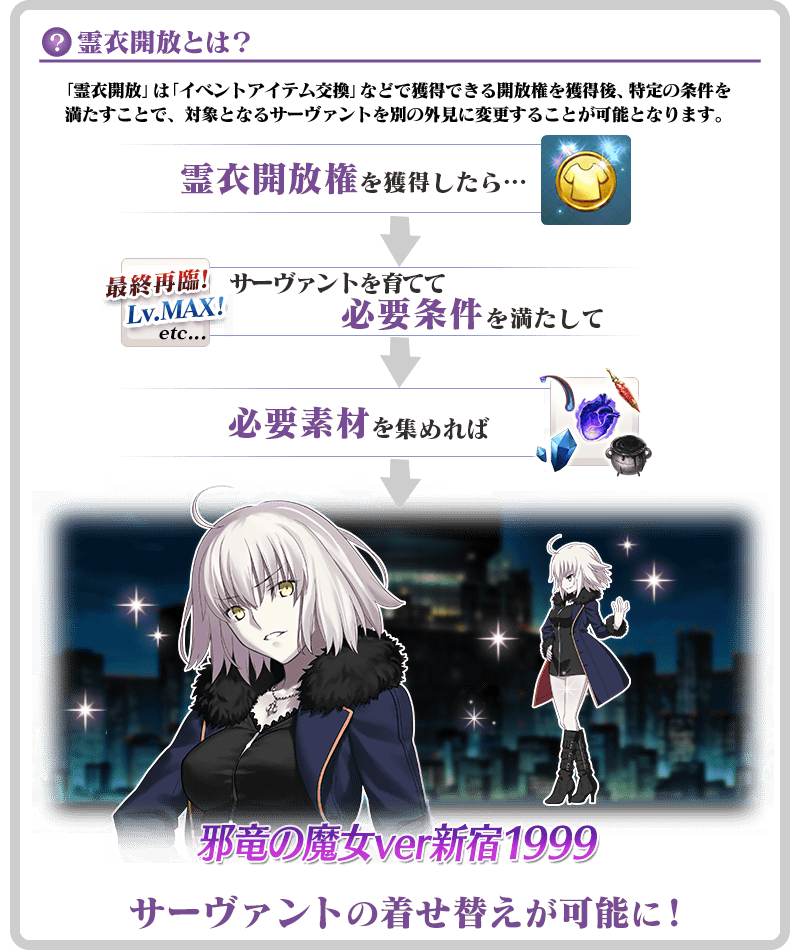 ? 霊衣開放とは?
「霊衣開放」は「イベントアイテム交換」などで獲得できる開放権を獲得後、特定の条件を
満たすことで、対象となるサーヴァントを別の外見に変更することが可能となります。
霊衣開放権を獲得したら…
最終再臨!
Lv.MAX!
etc...
サーヴァントを育てて
必要条件を満たして
必要素材を集めれば
邪竜の魔女ver新宿1999
サーヴァントの着せ替えが可能に!